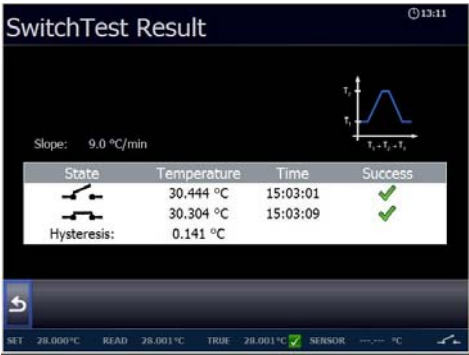 SwitchTest Result
13:11
T₂
T₁
T₁ - T₂ - T₁
Slope: 9.0 °C/min
State Temperature Time Success
30.444 °C 15:03:01
30.304 °C 15:03:09
Hysteresis: 0.141 °C
SET 28.000°C READ 28.001°C TRUE 28.001°C SENSOR ---.--- °C